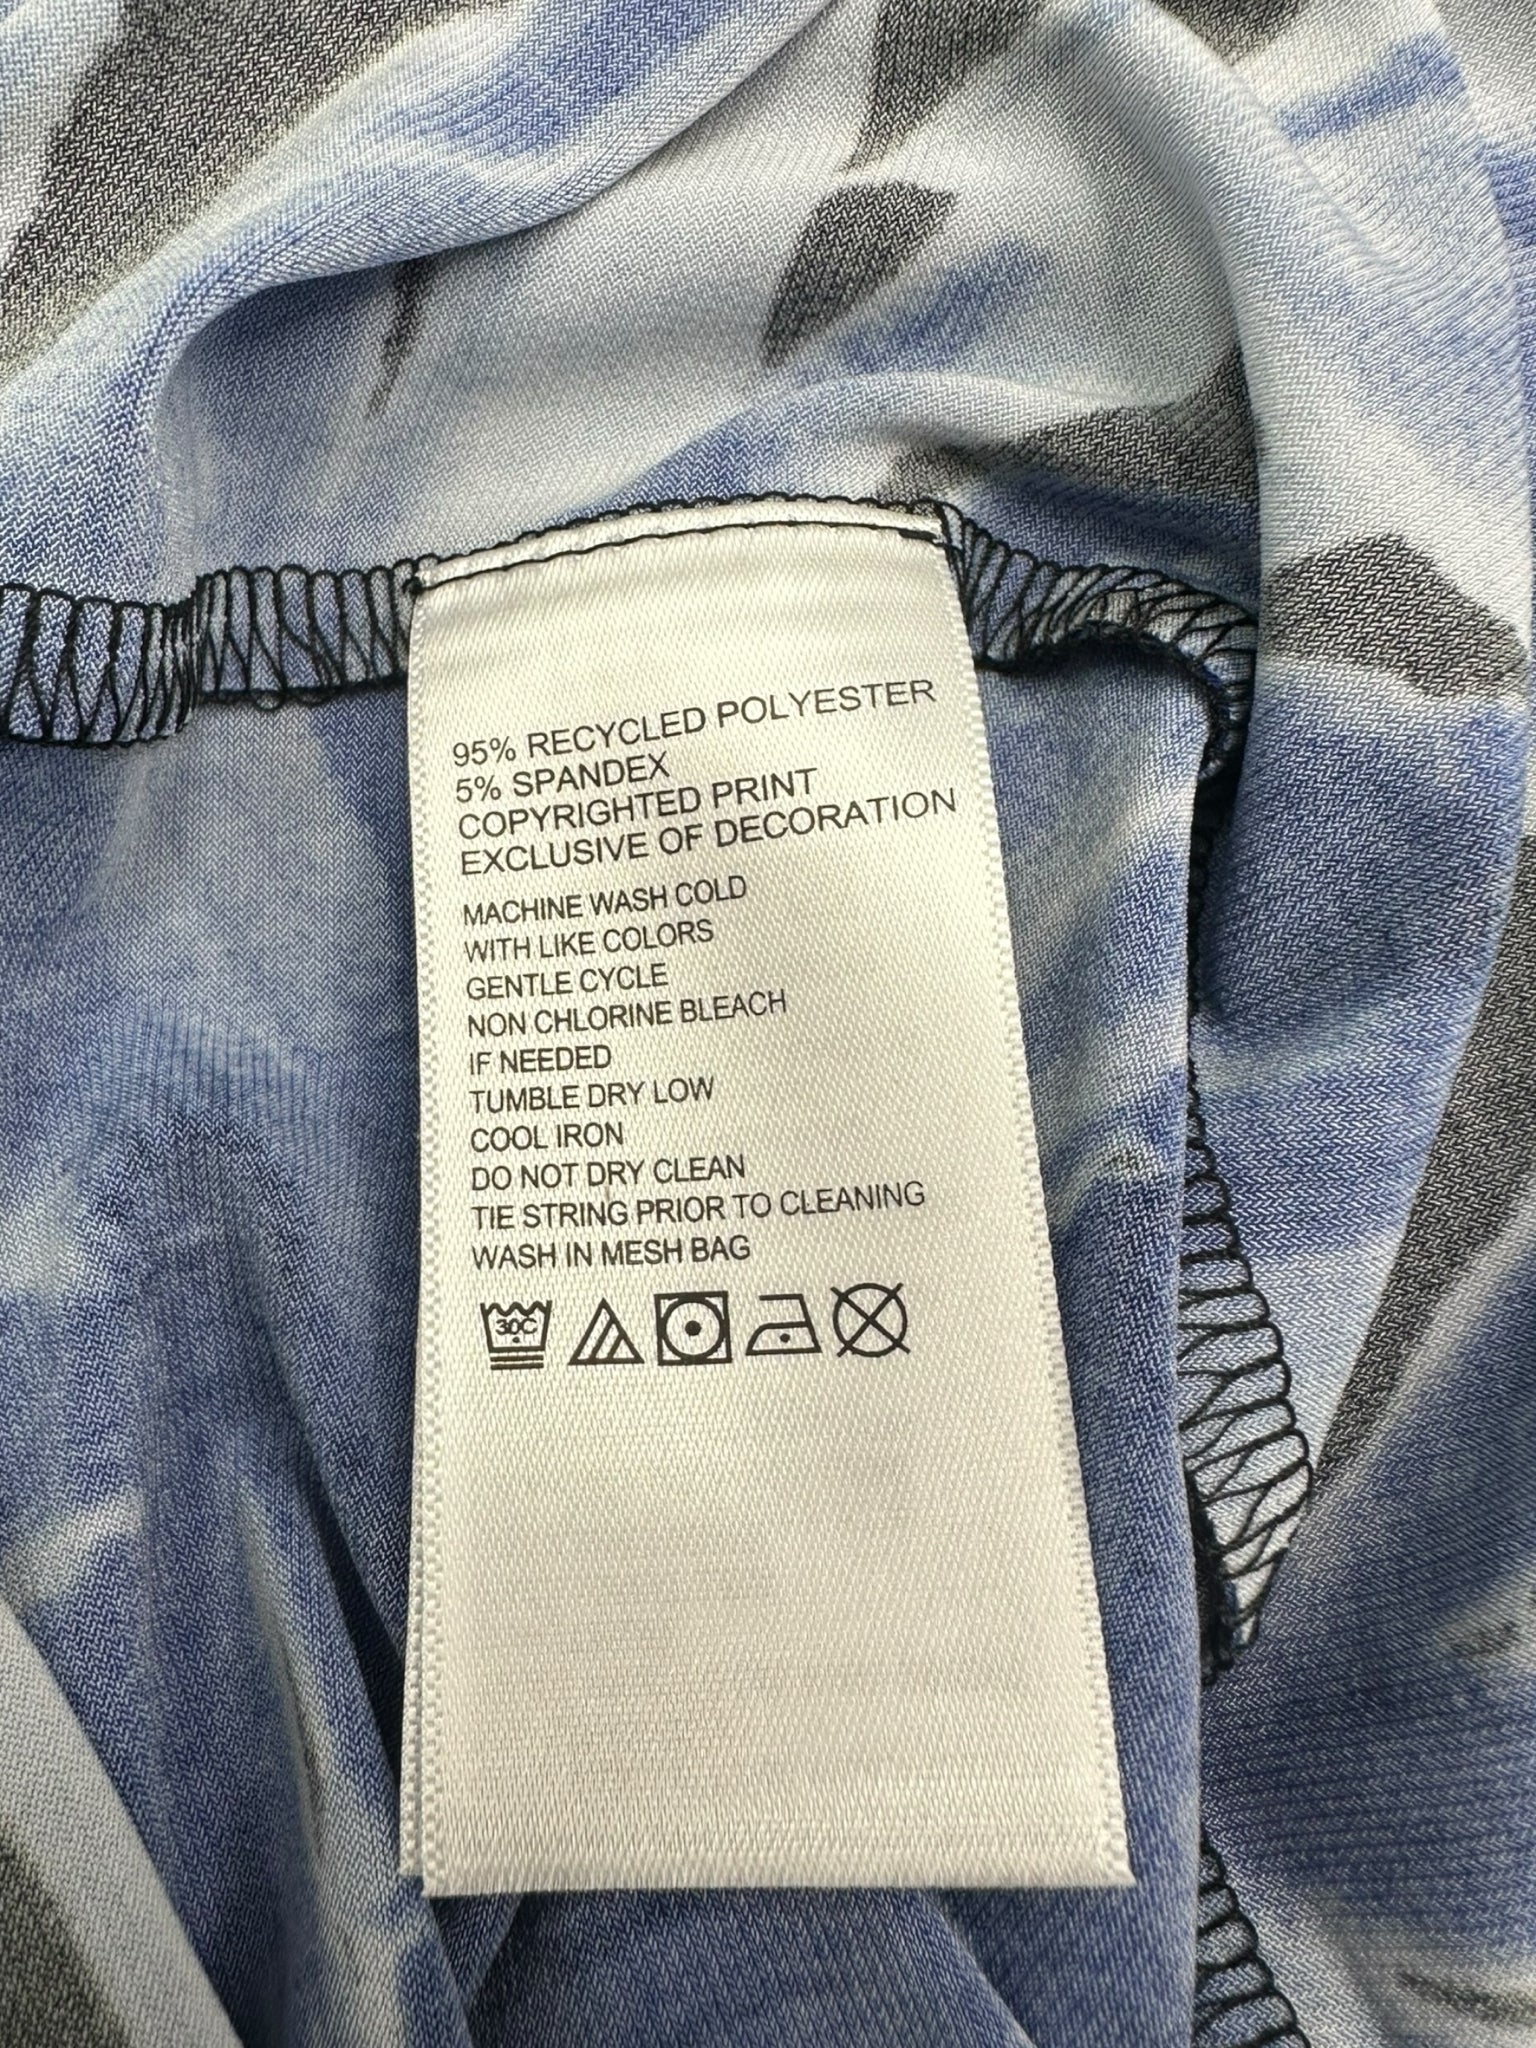 95% RECYCLED POLYESTER
5% SPANDEX
COPYRIGHTED PRINT
EXCLUSIVE OF DECORATION
MACHINE WASH COLD
WITH LIKE COLORS
GENTLE CYCLE
NON CHLORINE BLEACH
IF NEEDED
TUMBLE DRY LOW
COOL IRON
DO NOT DRY CLEAN
TIE STRING PRIOR TO CLEANING
WASH IN MESH BAG
30C